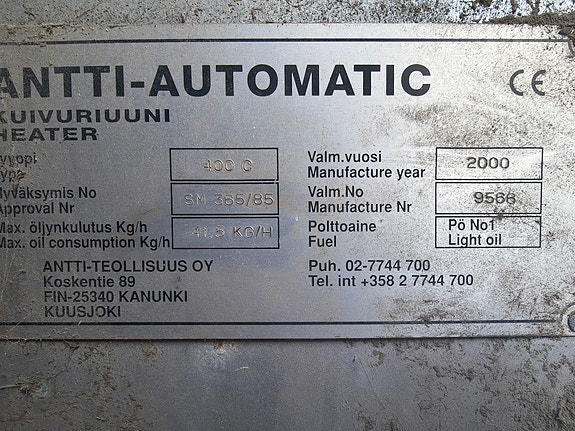 ANTTI-AUTOMATIC CE
KUIVURIUUNI
HEATER
Tyyppi 400 G Valm.vuosi 2000
Type Manufacture year
Hyväksymis No SM 365/85 Valm.No 9566
Approval Nr Manufacture Nr
Max. öljynkulutus Kg/h 41.5 KG/H Polttoaine Pö No1
Max. oil consumption Kg/h Fuel Light oil
ANTTI-TEOLLISUUS OY Puh. 02-7744 700
Koskentie 89 Tel. int +358 2 7744 700
FIN-25340 KANUNKI
KUUSJOKI